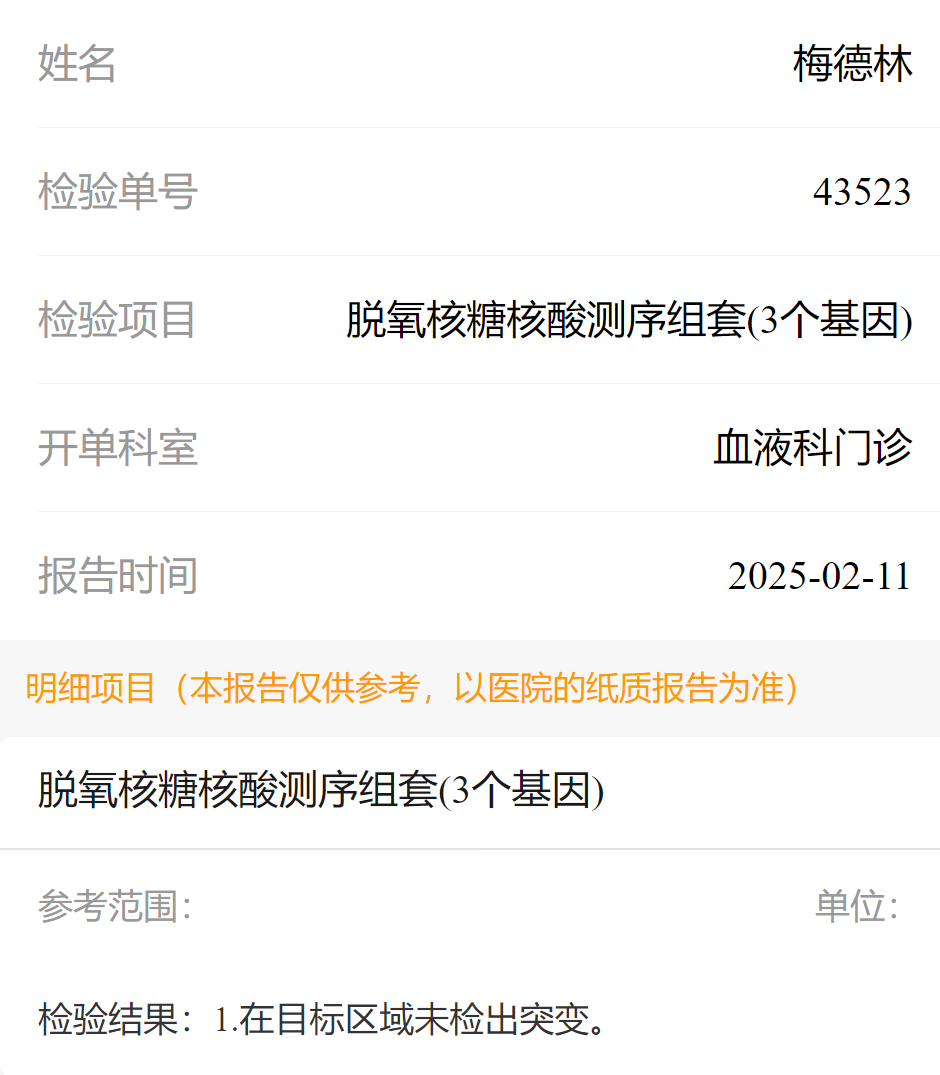 姓名 梅德林
检验单号 43523
检验项目 脱氧核糖核酸测序组套(3个基因)
开单科室 血液科门诊
报告时间 2025-02-11
明细项目（本报告仅供参考，以医院的纸质报告为准）
脱氧核糖核酸测序组套(3个基因)
参考范围： 单位：
检验结果：1.在目标区域未检出突变。